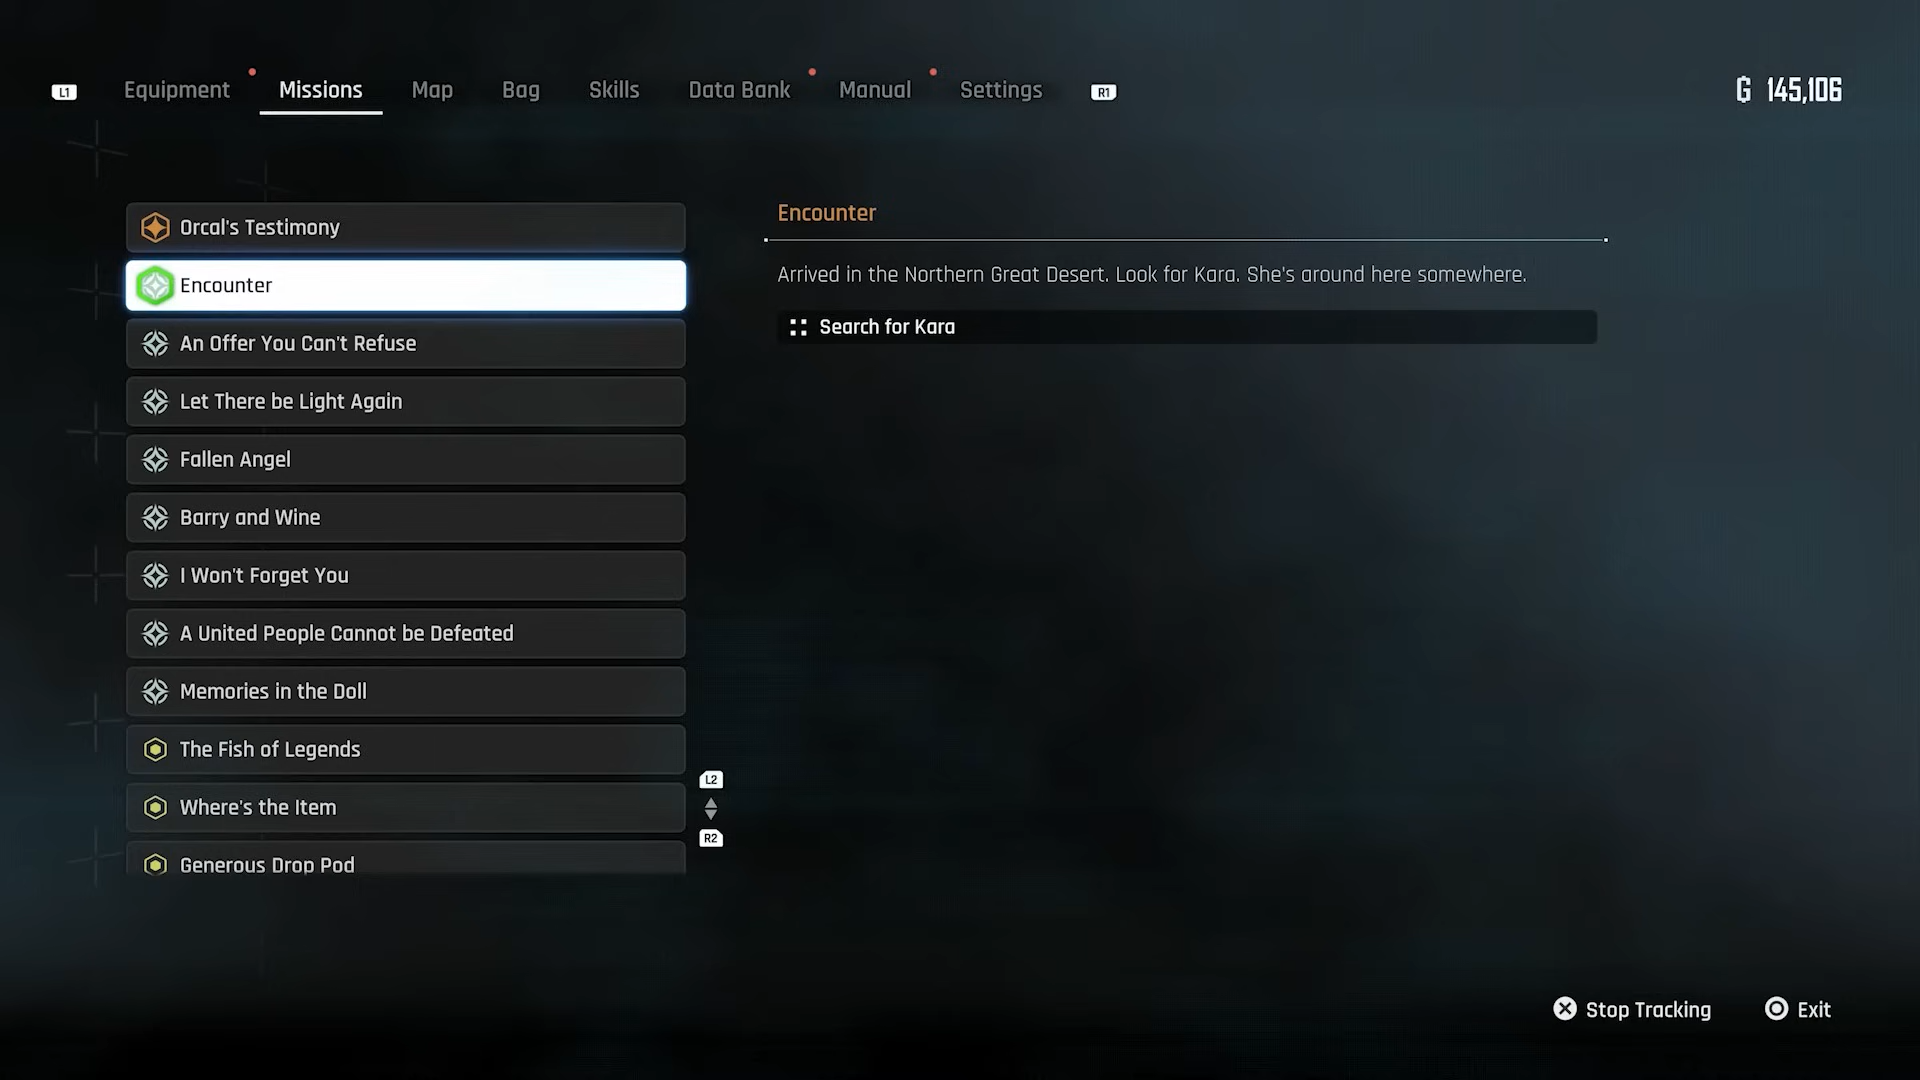 L1 Equipment Missions Map Bag Skills Data Bank Manual Settings R1 G 145,106
Orcal's Testimony
Encounter
An Offer You Can't Refuse
Let There be Light Again
Fallen Angel
Barry and Wine
I Won't Forget You
A United People Cannot be Defeated
Memories in the Doll
The Fish of Legends
Where's the Item
Generous Drop Pod
L2
R2
Encounter
Arrived in the Northern Great Desert. Look for Kara. She's around here somewhere.
Search for Kara
Stop Tracking Exit